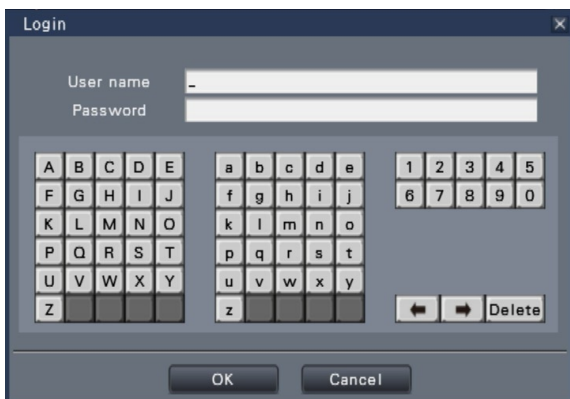 Login
User name
Password
A B C D E a b c d e 1 2 3 4 5
F G H I J f g h i j 6 7 8 9 0
K L M N O k l m n o
P Q R S T p q r s t
U V W X Y u v w x y
Z z Delete
OK Cancel